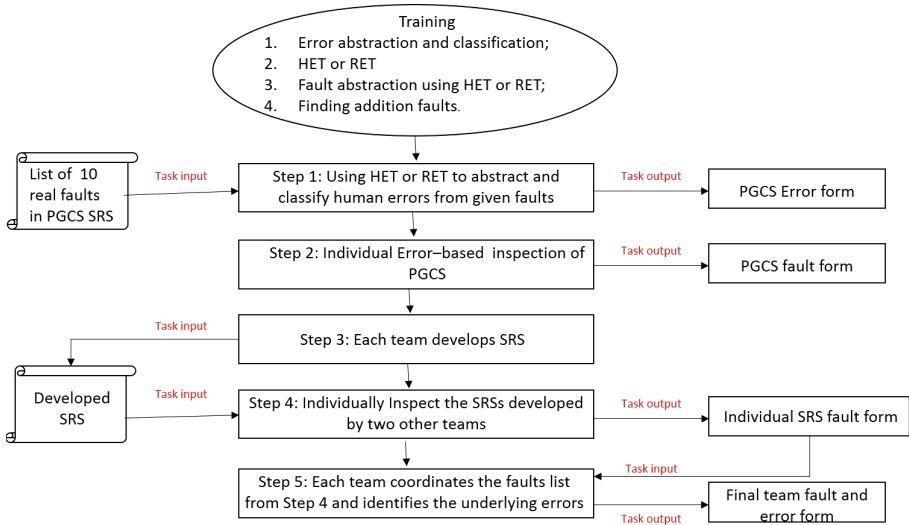 Training
1. Error abstraction and classification;
2. HET or RET
3. Fault abstraction using HET or RET;
4. Finding addition faults.
List of 10
real faults
in PGCS SRS
Task input
Step 1: Using HET or RET to abstract and
classify human errors from given faults
Task output
PGCS Error form
Step 2: Individual Error–based inspection of
PGCS
Task output
PGCS fault form
Task input
Step 3: Each team develops SRS
Developed
SRS
Task input
Step 4: Individually Inspect the SRSs developed
by two other teams
Task output
Individual SRS fault form
Task input
Step 5: Each team coordinates the faults list
from Step 4 and identifies the underlying errors
Task output
Final team fault and
error form